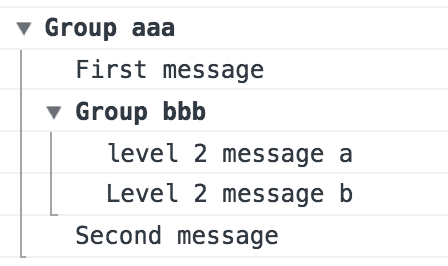 Group aaa
First message
Group bbb
level 2 message a
Level 2 message b
Second message